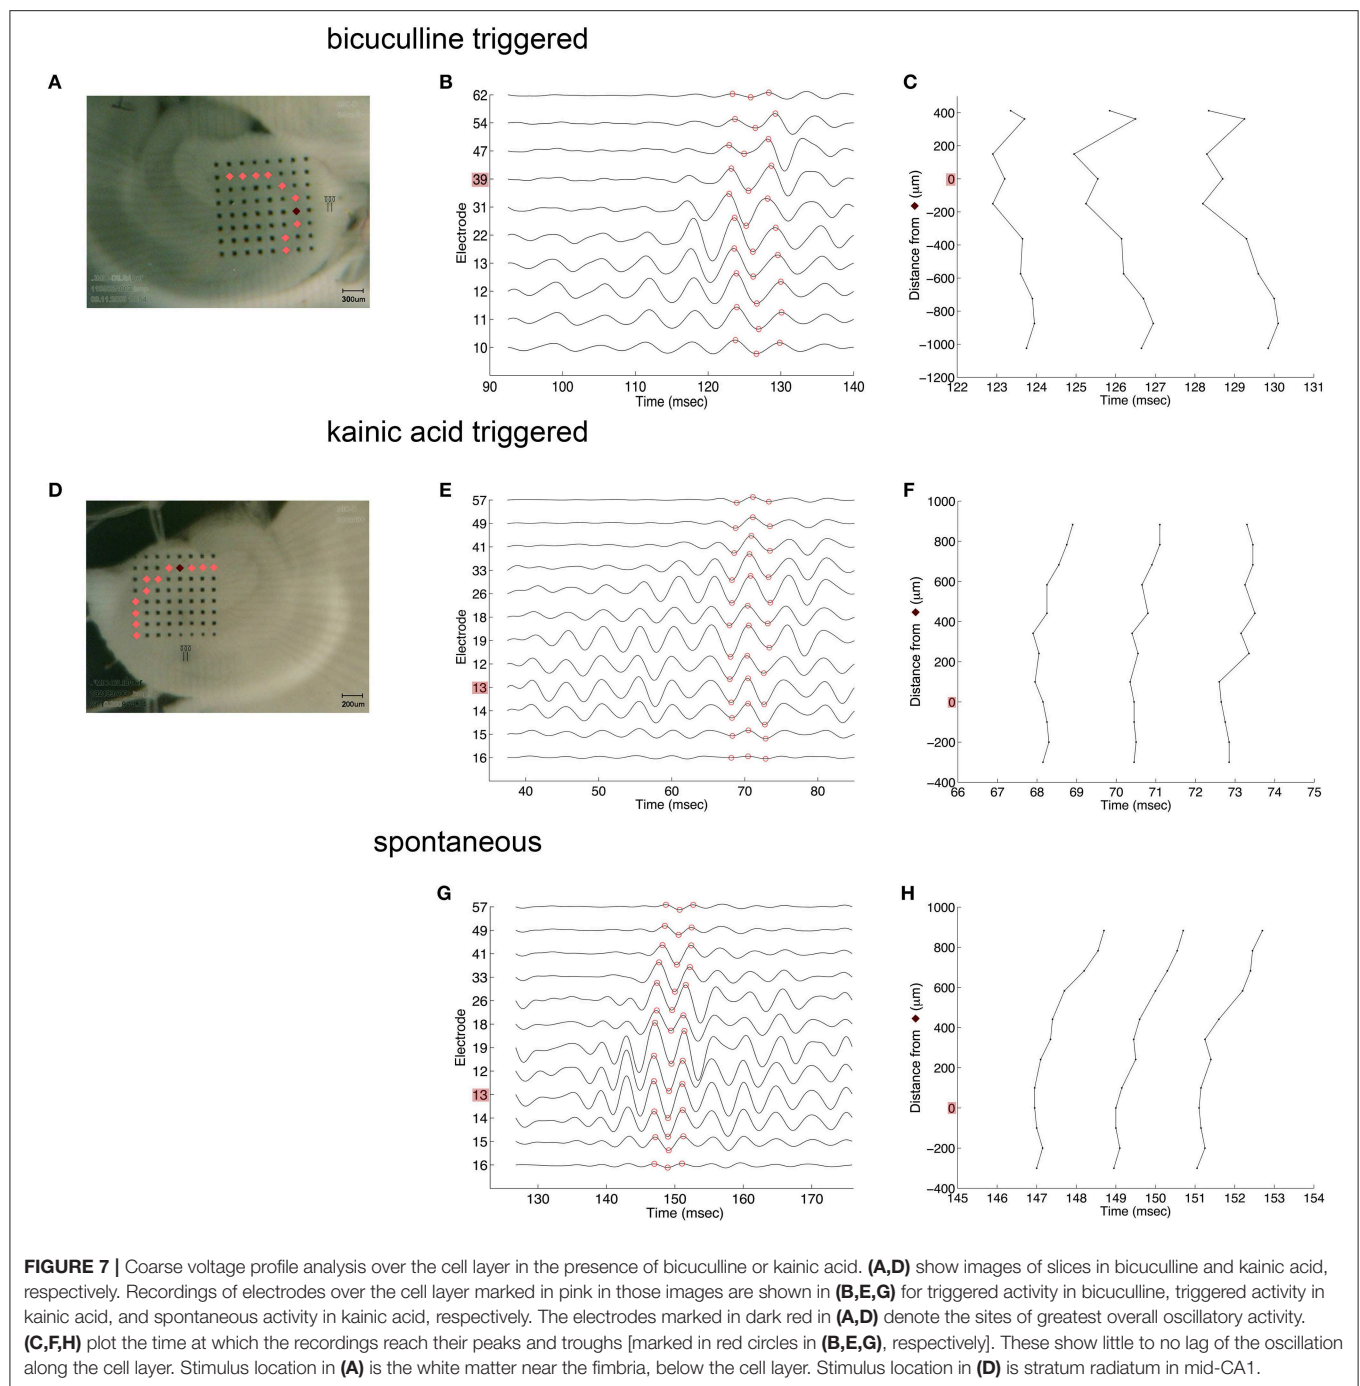 bicuculline triggered
A
300um
B
62
54
47
39
31
22
13
12
11
10
Electrode
90 100 110 120 130 140
Time (msec)
C
400
200
0
−200
−400
−600
−800
−1000
−1200
Distance from ◆ (μm)
122 123 124 125 126 127 128 129 130 131
Time (msec)
kainic acid triggered
D
200um
E
57
49
41
33
26
18
19
12
13
14
15
16
Electrode
40 50 60 70 80
Time (msec)
F
1000
800
600
400
200
0
−200
−400
Distance from ◆ (μm)
66 67 68 69 70 71 72 73 74 75
Time (msec)
spontaneous
G
57
49
41
33
26
18
19
12
13
14
15
16
Electrode
130 140 150 160 170
Time (msec)
H
1000
800
600
400
200
0
−200
−400
Distance from ◆ (μm)
145 146 147 148 149 150 151 152 153 154
Time (msec)
FIGURE 7 | Coarse voltage profile analysis over the cell layer in the presence of bicuculline or kainic acid. (A,D) show images of slices in bicuculline and kainic acid,
respectively. Recordings of electrodes over the cell layer marked in pink in those images are shown in (B,E,G) for triggered activity in bicuculline, triggered activity in
kainic acid, and spontaneous activity in kainic acid, respectively. The electrodes marked in dark red in (A,D) denote the sites of greatest overall oscillatory activity.
(C,F,H) plot the time at which the recordings reach their peaks and troughs [marked in red circles in (B,E,G), respectively]. These show little to no lag of the oscillation
along the cell layer. Stimulus location in (A) is the white matter near the fimbria, below the cell layer. Stimulus location in (D) is stratum radiatum in mid-CA1.